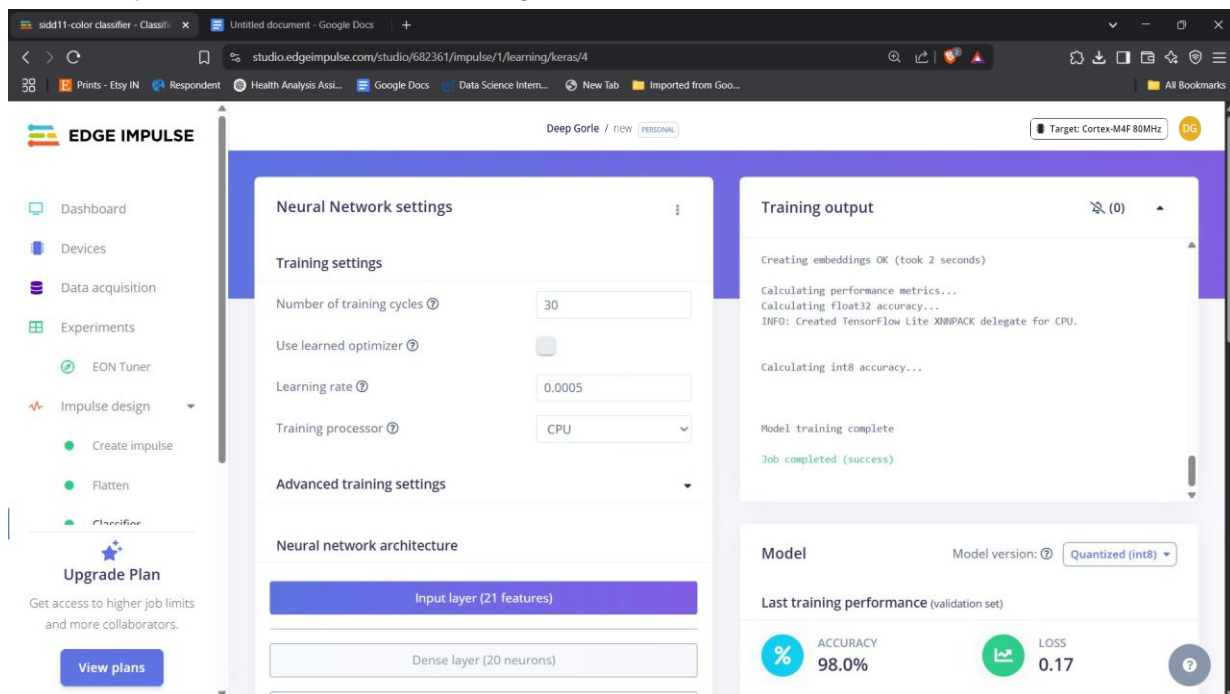 sidd11-color classifier - Classifi
Untitled document - Google Docs
studio.edgeimpulse.com/studio/682361/impulse/1/learning/keras/4
Prints - Etsy IN
Respondent
Health Analysis Assi...
Google Docs
Data Science Intern...
New Tab
Imported from Goo...
All Bookmarks
EDGE IMPULSE
Deep Gorle / new PERSONAL
Target: Cortex-M4F 80MHz
DG
Dashboard
Devices
Data acquisition
Experiments
EON Tuner
Impulse design
Create impulse
Flatten
Classifier
Upgrade Plan
Get access to higher job limits
and more collaborators.
View plans
Neural Network settings
Training settings
Number of training cycles ? 30
Use learned optimizer ?
Learning rate ? 0.0005
Training processor ? CPU
Advanced training settings
Neural network architecture
Input layer (21 features)
Dense layer (20 neurons)
Training output
(0)
Creating embeddings OK (took 2 seconds)
Calculating performance metrics...
Calculating float32 accuracy...
INFO: Created TensorFlow Lite XNNPACK delegate for CPU.
Calculating int8 accuracy...
Model training complete
Job completed (success)
Model
Model version: ? Quantized (int8)
Last training performance (validation set)
% ACCURACY
98.0%
LOSS
0.17
?